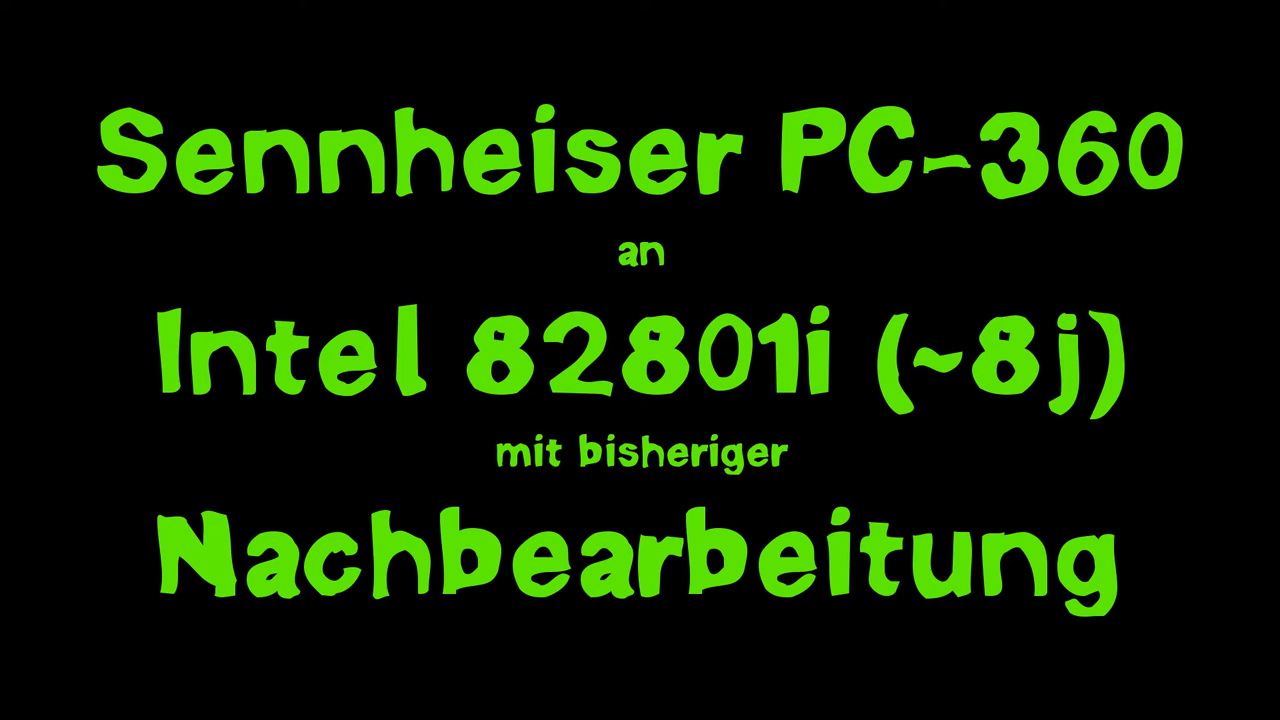 Sennheiser PC-360
an
Intel 82801i (~8j)
mit bisheriger
Nachbearbeitung